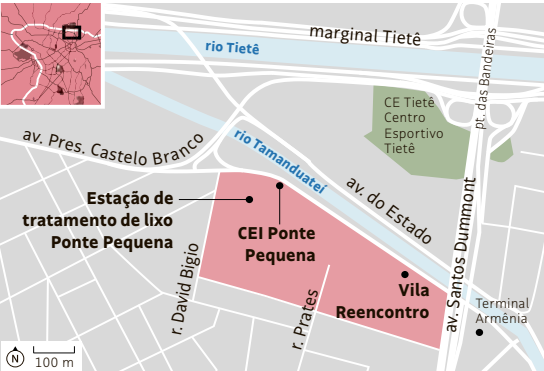 marginal Tietê
rio Tietê
pt. das Bandeiras
CE Tietê
Centro
Esportivo
Tietê
av. Pres. Castelo Branco
rio Tamanduateí
av. do Estado
Estação de
tratamento de lixo
Ponte Pequena
CEI Ponte
Pequena
av. Santos Dummont
r. David Bigio
r. Prates
Vila
Reencontro
Terminal
Armênia
N
100 m